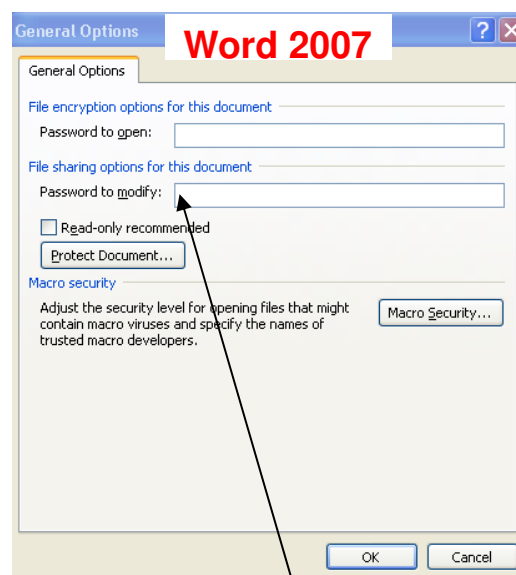 General Options
Word 2007
General Options
File encryption options for this document
Password to open:
File sharing options for this document
Password to modify:
Read-only recommended
Protect Document...
Macro security
Adjust the security level for opening files that might
contain macro viruses and specify the names of
trusted macro developers.
Macro Security...
OK
Cancel